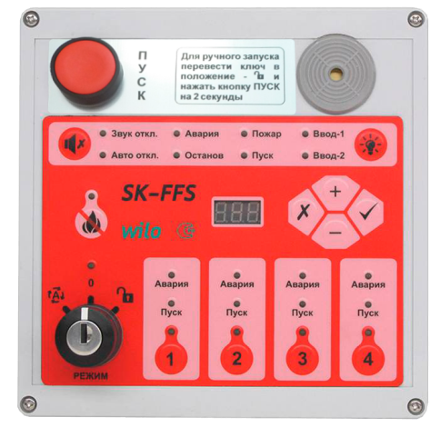 ПУСК
Для ручного запуска
перевести ключ в
положение - и
нажать кнопку ПУСК
на 2 секунды
Звук откл. Авария Пожар Ввод-1
Авто откл. Останов Пуск Ввод-2
SK-FFS
wilo
+
✗ ✓
−
0
A
РЕЖИМ
Авария Авария Авария Авария
Пуск Пуск Пуск Пуск
1 2 3 4